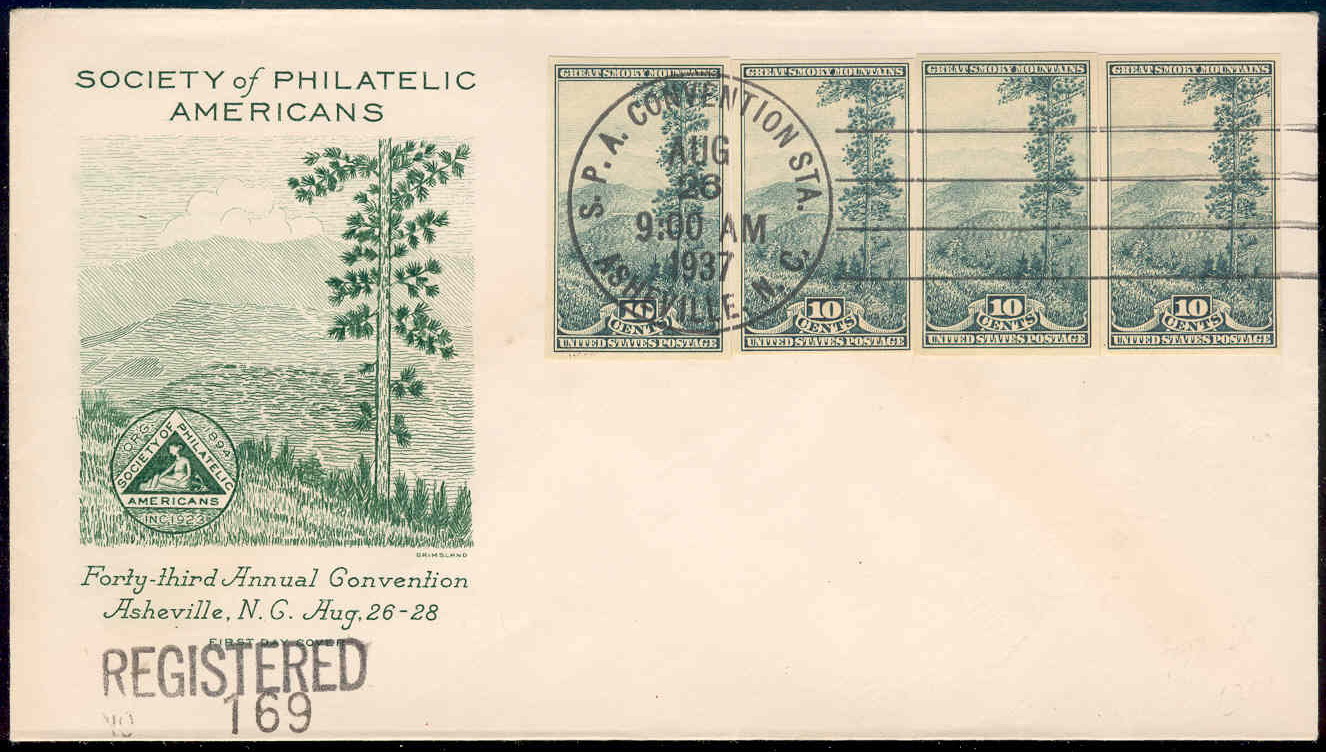 SOCIETY of PHILATELIC
AMERICANS
ORG. 1894
SOCIETY OF PHILATELIC
AMERICANS
INC 1923
GRIMSLAND
Forty-third Annual Convention
Asheville, N. C. Aug, 26-28
FIRST DAY COVER
REGISTERED
169
GREAT SMOKY MOUNTAINS
10
CENTS
UNITED STATES POSTAGE
GREAT SMOKY MOUNTAINS
10
CENTS
UNITED STATES POSTAGE
GREAT SMOKY MOUNTAINS
10
CENTS
UNITED STATES POSTAGE
GREAT SMOKY MOUNTAINS
10
CENTS
UNITED STATES POSTAGE
S. P. A. CONVENTION STA.
AUG
26
9:00 AM
1937
ASHEVILLE, N. C.